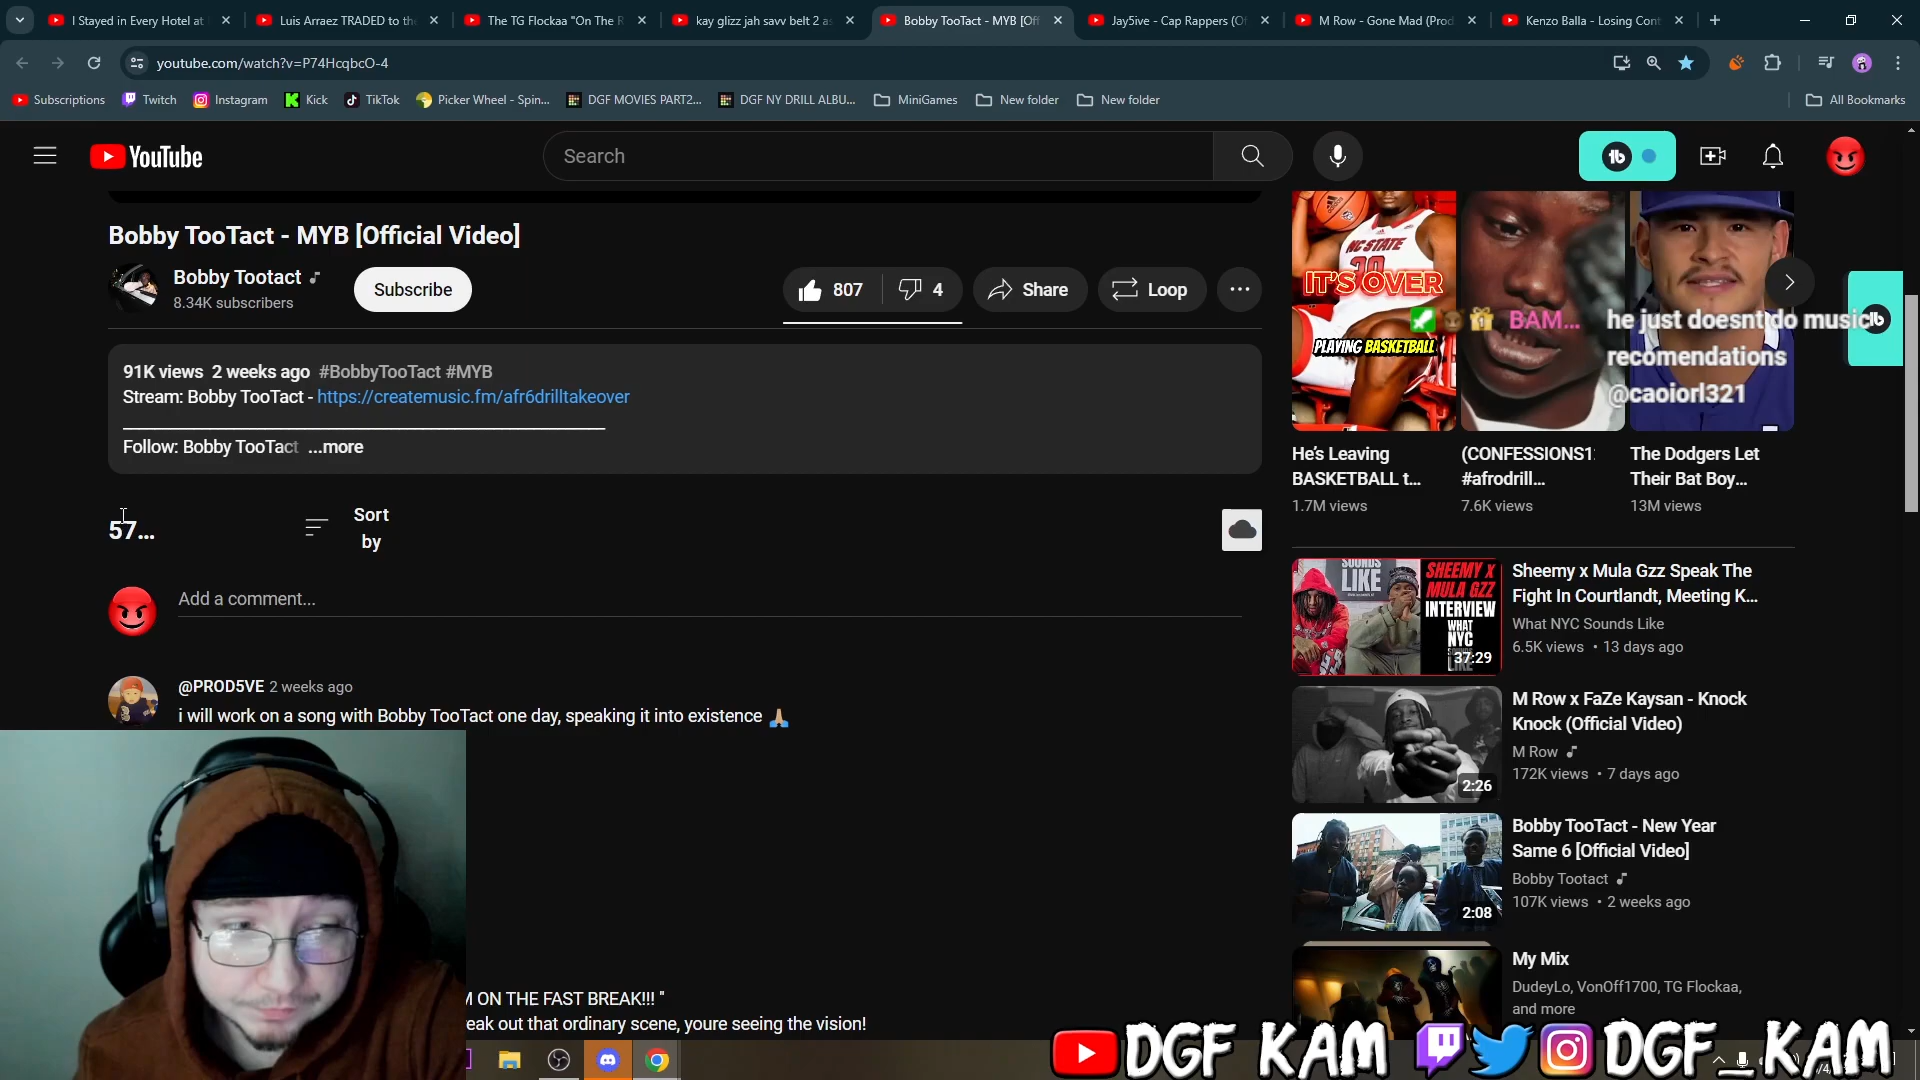 I Stayed in Every Hotel at
Luis Arraez TRADED to the
The TG Flockaa "On The R
kay glizz jah savv belt 2 as
Bobby TooTact - MYB [Of
Jay5ive - Cap Rappers (Of
M Row - Gone Mad (Prod
Kenzo Balla - Losing Cont
youtube.com/watch?v=P74HcqbcO-4
Subscriptions
Twitch
Instagram
Kick
TikTok
Picker Wheel - Spin...
DGF MOVIES PART2...
DGF NY DRILL ALBU...
MiniGames
New folder
New folder
All Bookmarks
YouTube
Search
Bobby TooTact - MYB [Official Video]
Bobby Tootact
8.34K subscribers
Subscribe
807
4
Share
Loop
91K views 2 weeks ago #BobbyTooTact #MYB
Stream: Bobby TooTact - https://createmusic.fm/afr6drilltakeover
Follow: Bobby TooTact ...more
57...
Sort
by
Add a comment...
@PROD5VE 2 weeks ago
i will work on a song with Bobby TooTact one day, speaking it into existence 🙏🏽
ON THE FAST BREAK!!! "
eak out that ordinary scene, youre seeing the vision!
NC STATE
IT'S OVER
PLAYING BASKETBALL
BAM...
he just doesnt do music
recomendations
@caoiorl321
He's Leaving
BASKETBALL t...
1.7M views
(CONFESSIONS1
#afrodrill...
7.6K views
The Dodgers Let
Their Bat Boy...
13M views
SOUNDS
LIKE
SHEEMY X
MULA GZZ
INTERVIEW
WHAT
NYC
37:29
Sheemy x Mula Gzz Speak The
Fight In Courtlandt, Meeting K...
What NYC Sounds Like
6.5K views • 13 days ago
2:26
M Row x FaZe Kaysan - Knock
Knock (Official Video)
M Row
172K views • 7 days ago
2:08
Bobby TooTact - New Year
Same 6 [Official Video]
Bobby Tootact
107K views • 2 weeks ago
My Mix
DudeyLo, VonOff1700, TG Flockaa,
and more
DGF KAM
DGF_KAM